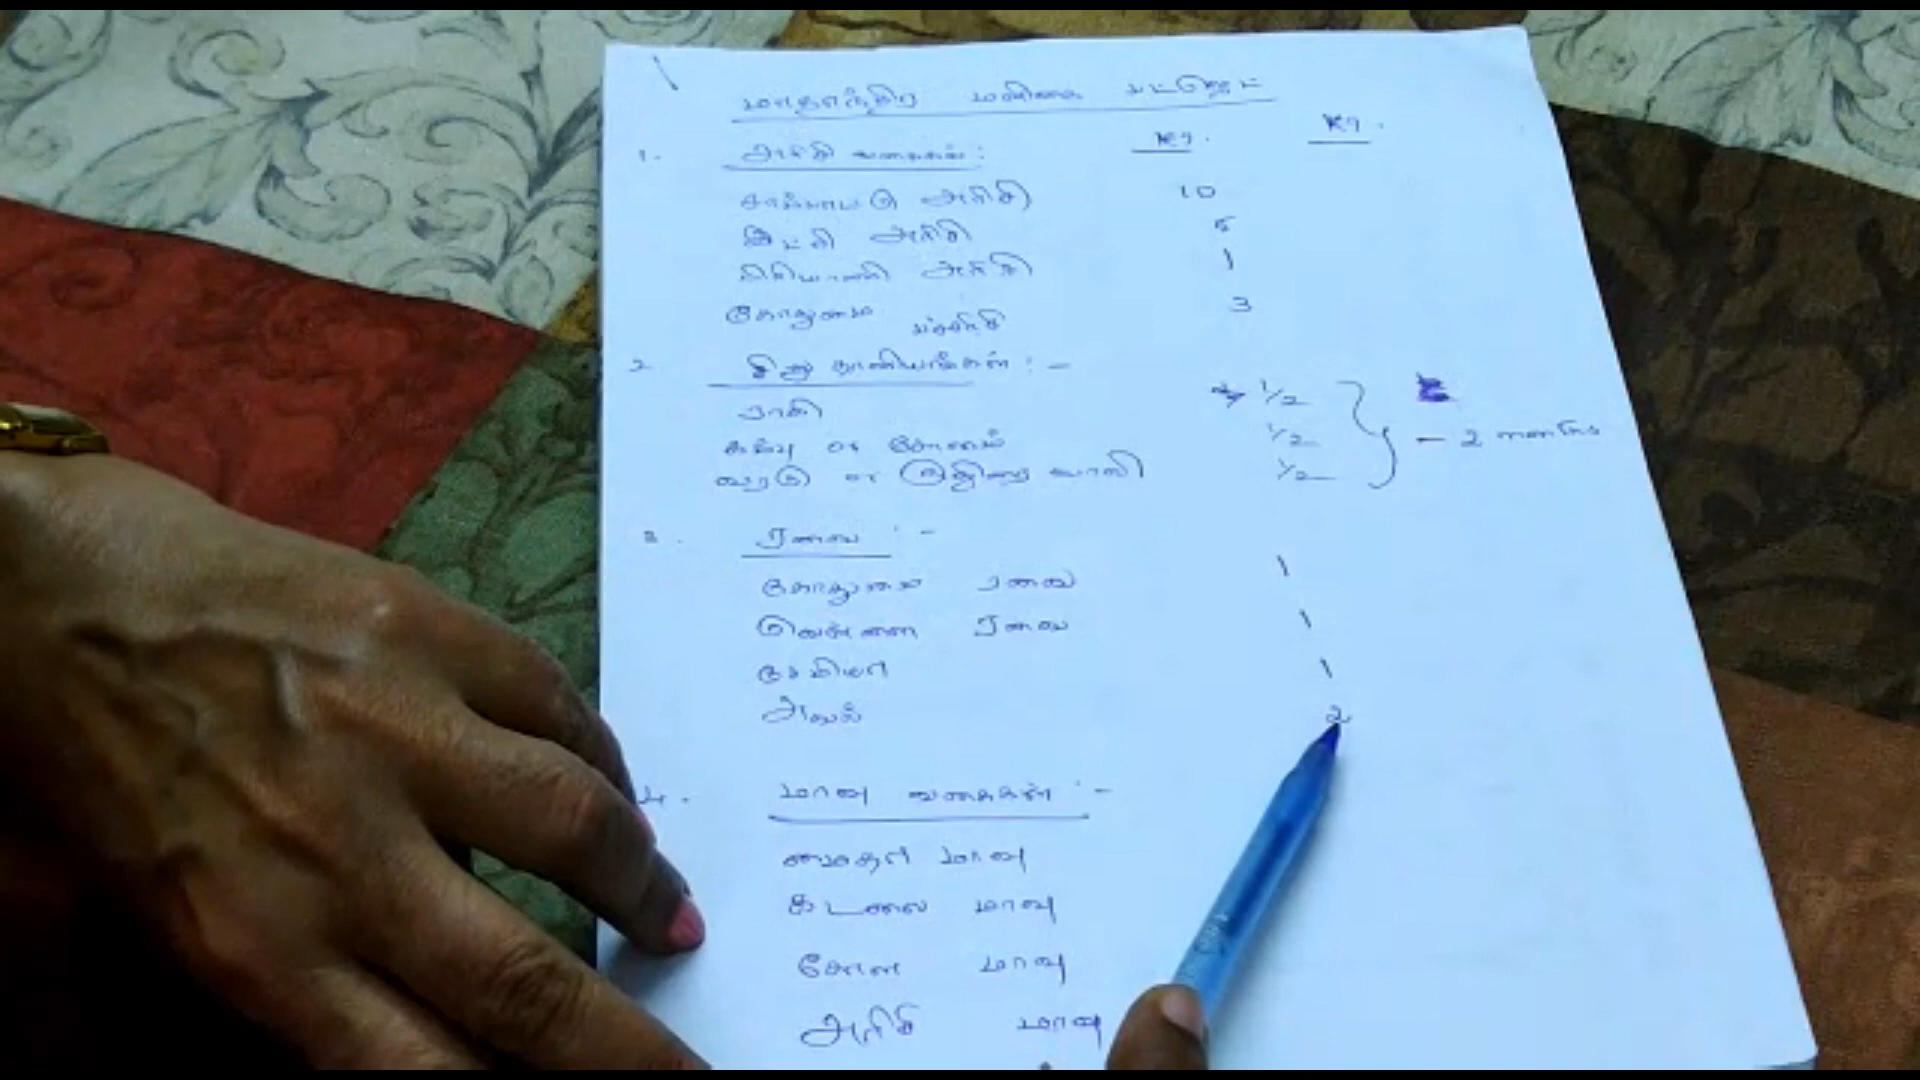 மாதாந்திர மளிகை பட்ஜெட்
Kg. Kg.
1. அரிசி வகைகள் :
சாப்பாட்டு அரிசி 10
இட்லி அரிசி 5
பிரியாணி அரிசி 1
கோதுமை பச்சரிசி 3
2 சிறு தானியங்கள் : -
ராகி 1/2
கம்பு or சோளம் 1/2 - 2
வரகு or குதிரை வாலி 1/2
3. ரவை : -
கோதுமை ரவை 1
வெள்ளை ரவை 1
சேமியா 1
அவல் 2
4. மாவு வகைகள் : -
மைதா மாவு
கடலை மாவு
சோள மாவு
அரிசி மாவு